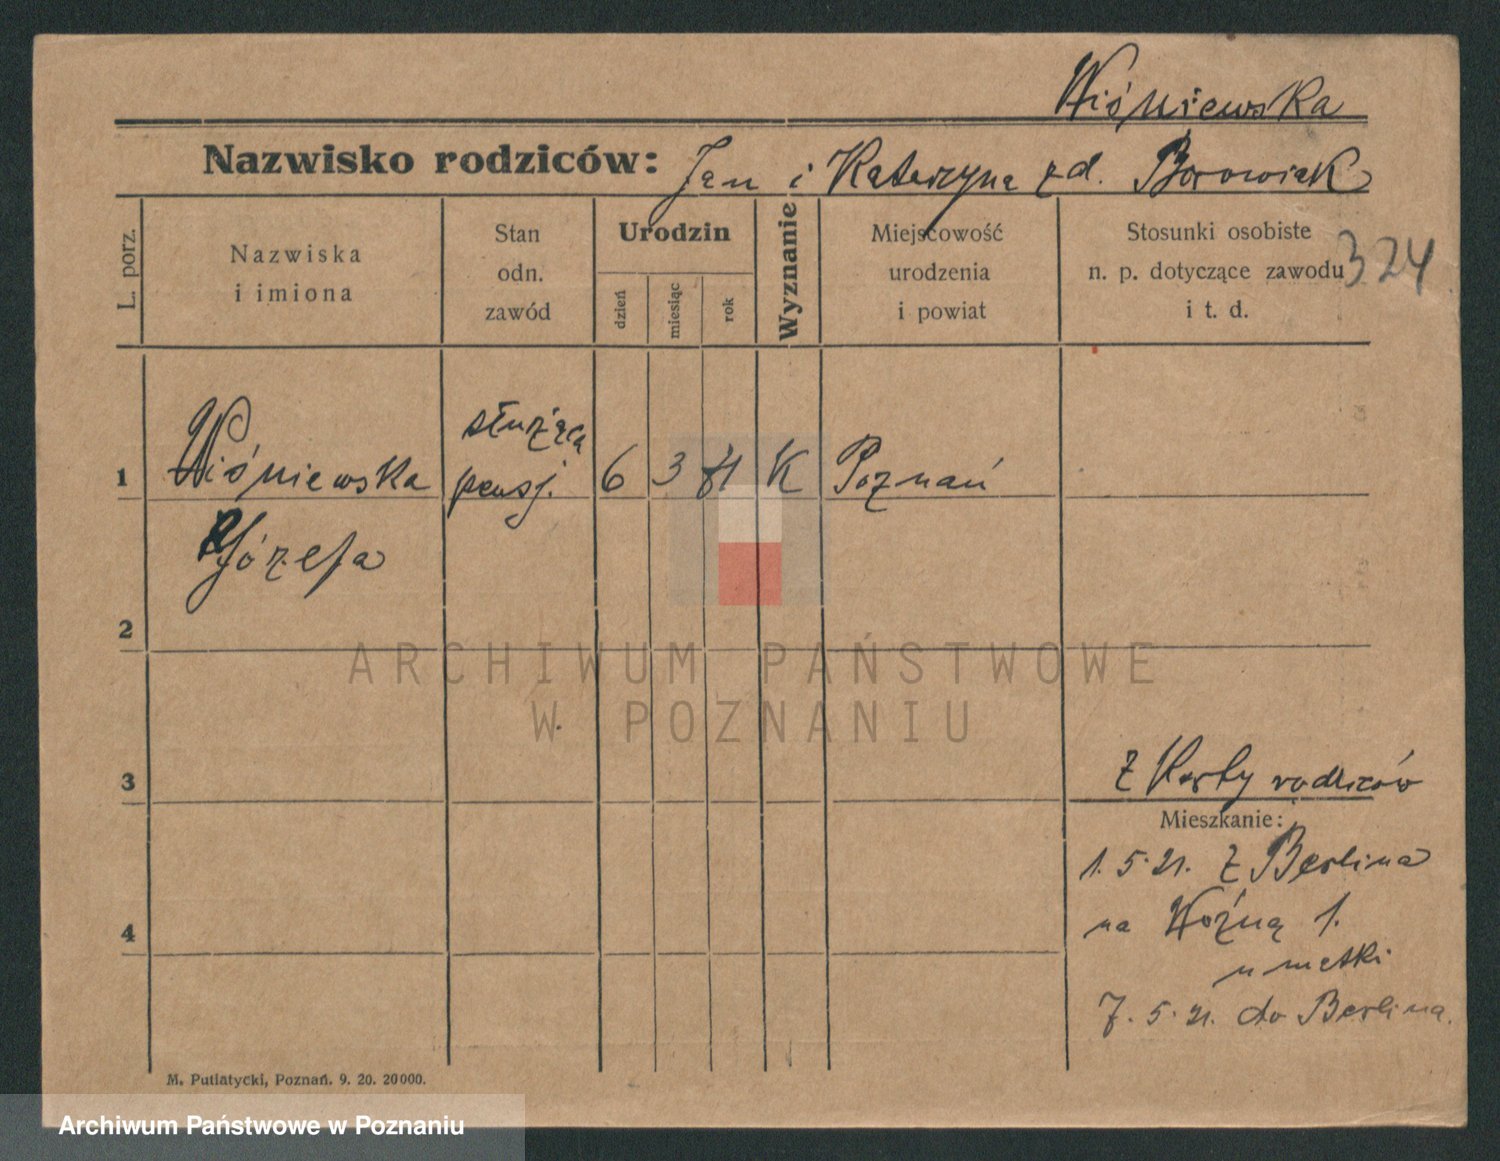 Wiśniewska
Nazwisko rodziców: Jan i Katarzyna zd. Borowiak
L. porz.
Nazwiska
i imiona
Stan
odn.
zawód
Urodzin
dzień
miesiąc
rok
Wyznanie
Miejscowość
urodzenia
i powiat
Stosunki osobiste
n. p. dotyczące zawodu
i t. d.
324
1 Wiśniewska służąca pensj. 6 3 K Poznań
Józefa
2
3
z Karty rodziców
Mieszkanie:
1. 5. 21. z Berlina
4
na Woźną 1.
u matki
7. 5. 21. do Berlina.
M. Putiatycki, Poznań. 9. 20. 20000.
ARCHIWUM PAŃSTWOWE
W POZNANIU
Archiwum Państwowe w Poznaniu